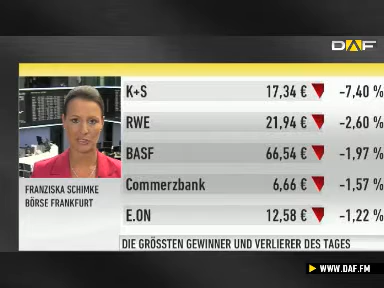 DAF
K+S 17,34 € -7,40 %
RWE 21,94 € -2,60 %
BASF 66,54 € -1,97 %
Commerzbank 6,66 € -1,57 %
E.ON 12,58 € -1,22 %
FRANZISKA SCHIMKE
BÖRSE FRANKFURT
DIE GRÖSSTEN GEWINNER UND VERLIERER DES TAGES
WWW.DAF.FM